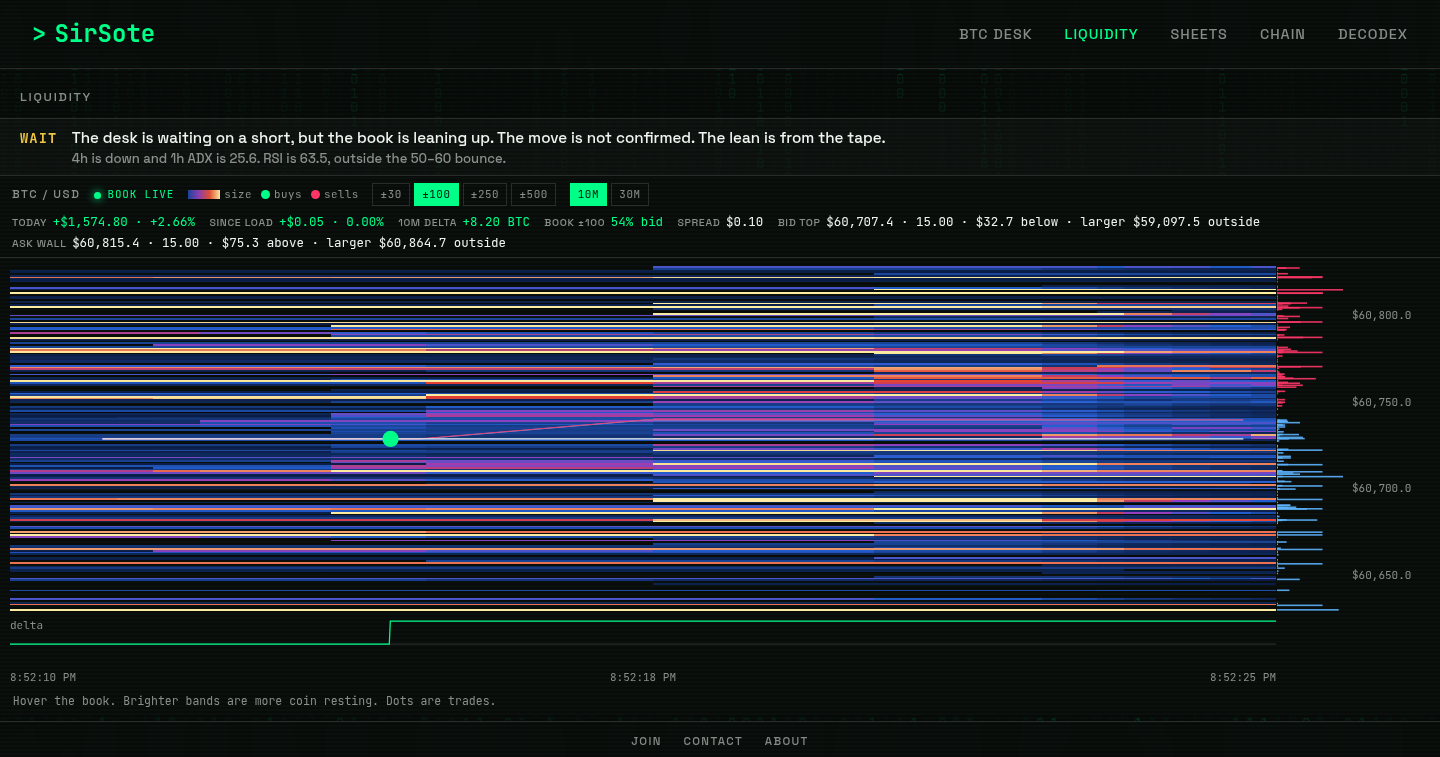 > SirSote
BTC DESK LIQUIDITY SHEETS CHAIN DECODEX
LIQUIDITY
WAIT The desk is waiting on a short, but the book is leaning up. The move is not confirmed. The lean is from the tape.
4h is down and 1h ADX is 25.6. RSI is 63.5, outside the 50–60 bounce.
BTC / USD BOOK LIVE size buys sells ±30 ±100 ±250 ±500 10M 30M
TODAY +$1,574.80 · +2.66% SINCE LOAD +$0.05 · 0.00% 10M DELTA +8.20 BTC BOOK ±100 54% bid SPREAD $0.10 BID TOP $60,707.4 · 15.00 · $32.7 below · larger $59,097.5 outside
ASK WALL $60,815.4 · 15.00 · $75.3 above · larger $60,864.7 outside
$60,800.0
$60,750.0
$60,700.0
$60,650.0
delta
8:52:10 PM 8:52:18 PM 8:52:25 PM
Hover the book. Brighter bands are more coin resting. Dots are trades.
JOIN CONTACT ABOUT